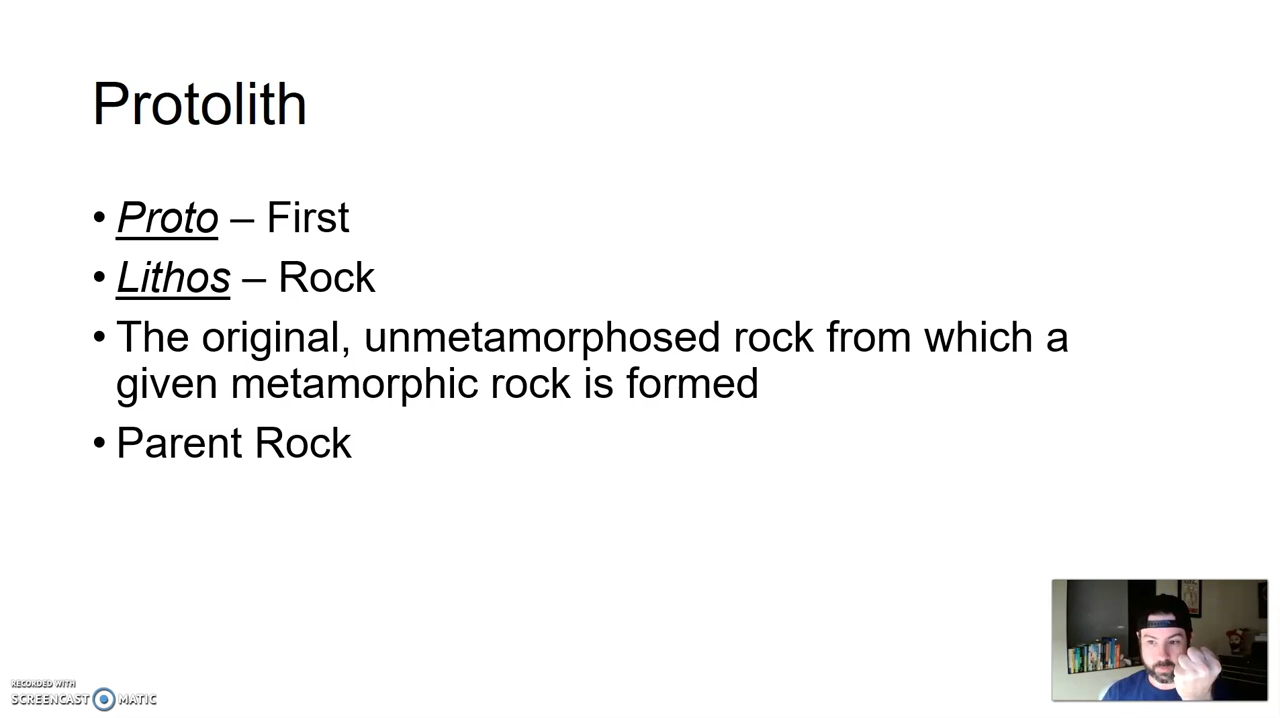 Protolith
• Proto – First
• Lithos – Rock
• The original, unmetamorphosed rock from which a
given metamorphic rock is formed
• Parent Rock
RECORDED WITH
SCREENCAST MATIC